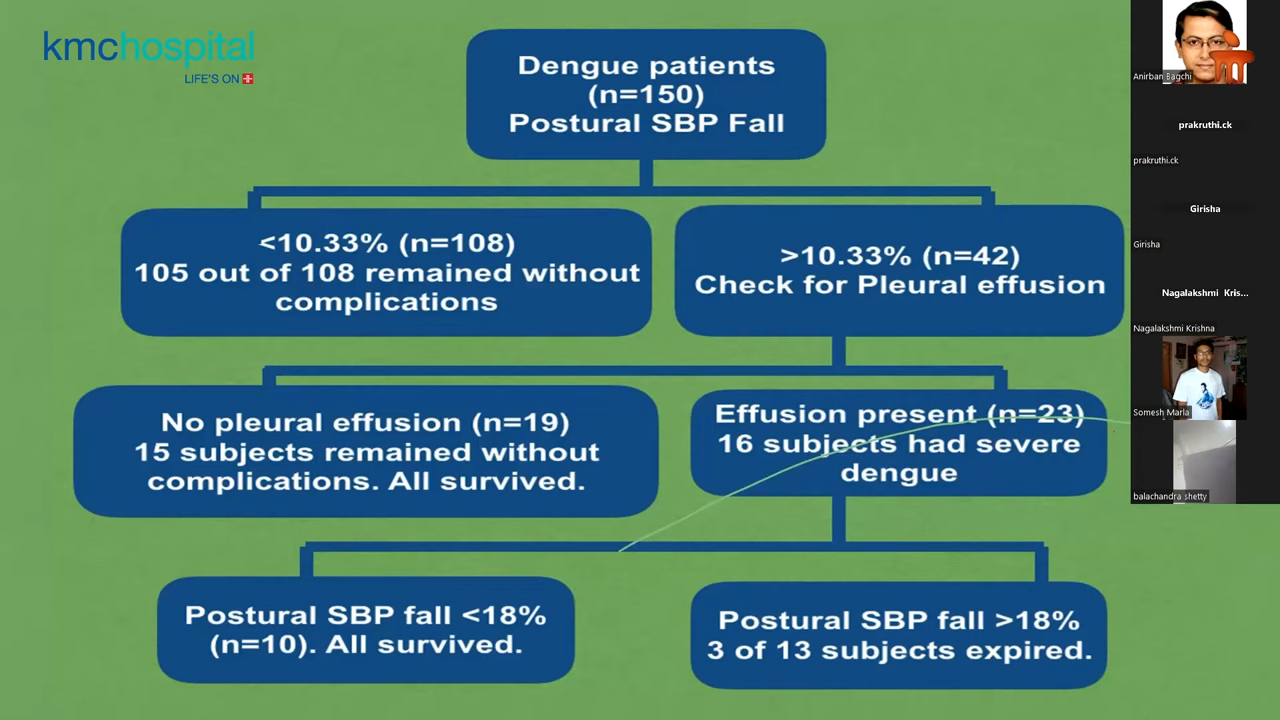 kmchospital
LIFE'S ON
Dengue patients
(n=150)
Postural SBP Fall
<10.33% (n=108)
105 out of 108 remained without
complications
>10.33% (n=42)
Check for Pleural effusion
No pleural effusion (n=19)
15 subjects remained without
complications. All survived.
Effusion present (n=23)
16 subjects had severe
dengue
Postural SBP fall <18%
(n=10). All survived.
Postural SBP fall >18%
3 of 13 subjects expired.
Anirban Bagchi
prakruthi.ck
prakruthi.ck
Girisha
Girisha
Nagalakshmi Kris...
Nagalakshmi Krishna
Somesh Marla
balachandra shetty